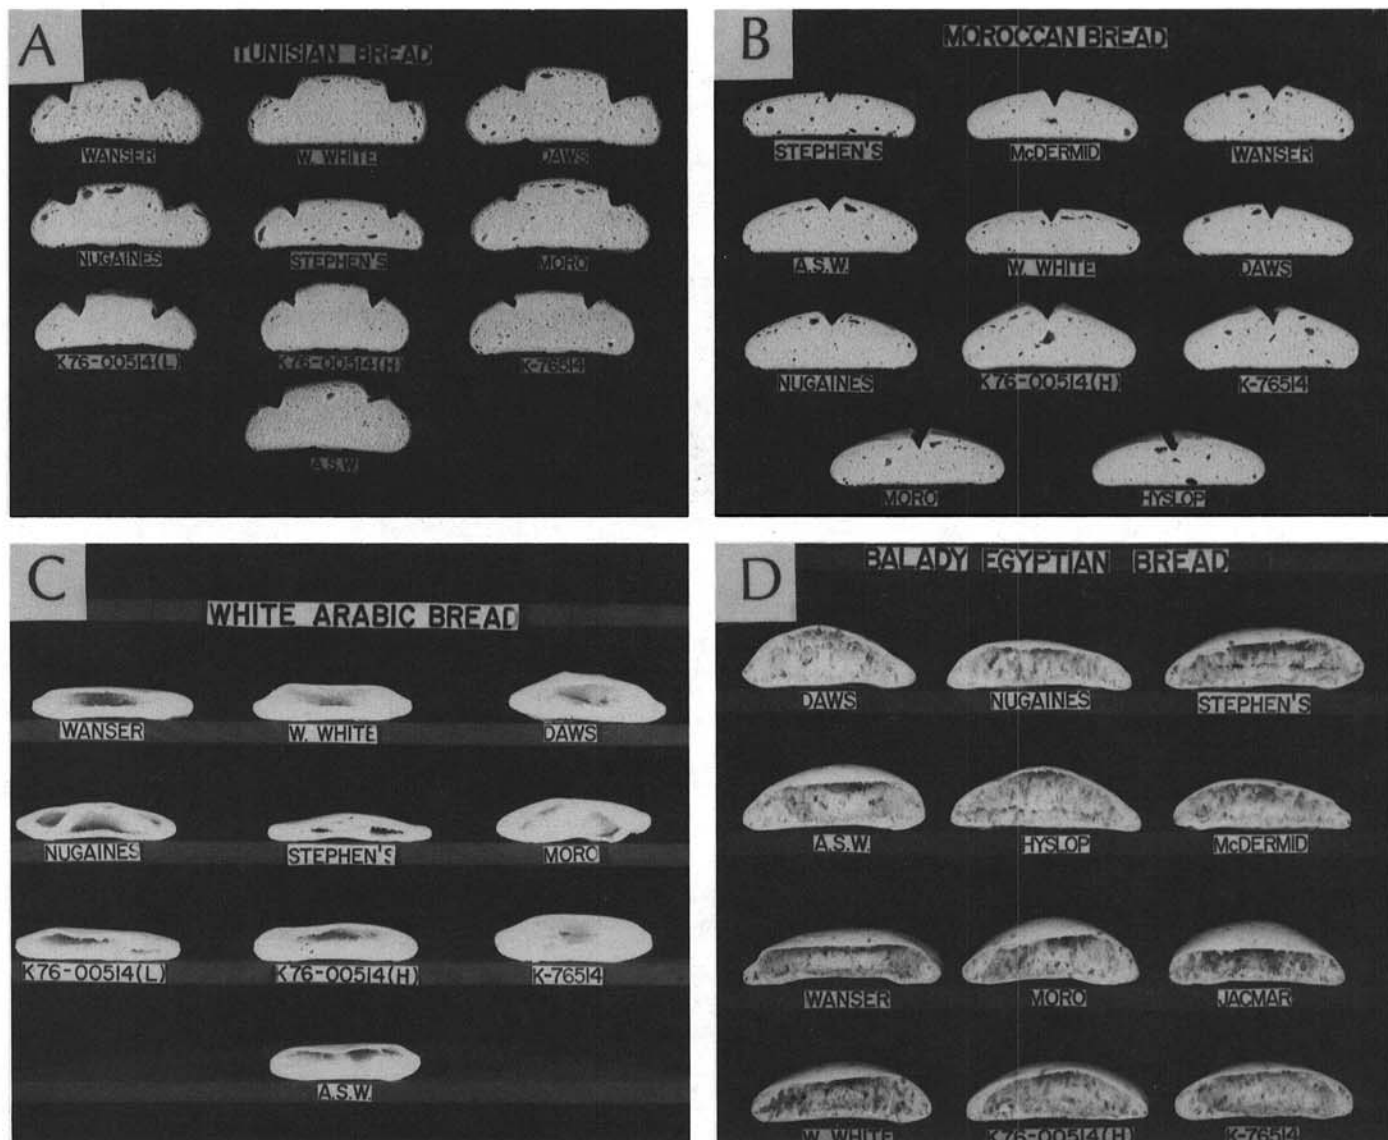 A
TUNISIAN BREAD
WANSER W. WHITE DAWS
NUGAINES STEPHEN'S MORO
K76-00514(L) K76-00514(H) K-76514
A.S.W.
B
MOROCCAN BREAD
STEPHEN'S McDERMID WANSER
A.S.W. W. WHITE DAWS
NUGAINES K76-00514(H) K-76514
MORO HYSLOP
C
WHITE ARABIC BREAD
WANSER W. WHITE DAWS
NUGAINES STEPHEN'S MORO
K76-00514(L) K76-00514(H) K-76514
A.S.W.
D
BALADY EGYPTIAN BREAD
DAWS NUGAINES STEPHEN'S
A.S.W. HYSLOP McDERMID
WANSER MORO JACMAR
W. WHITE K76-00514(H) K-76514